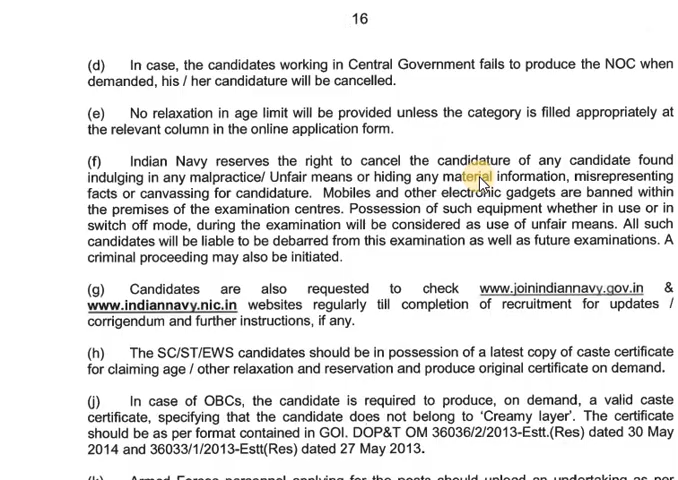 16
(d) In case, the candidates working in Central Government fails to produce the NOC when
demanded, his / her candidature will be cancelled.
(e) No relaxation in age limit will be provided unless the category is filled appropriately at
the relevant column in the online application form.
(f) Indian Navy reserves the right to cancel the candidature of any candidate found
indulging in any malpractice/ Unfair means or hiding any material information, misrepresenting
facts or canvassing for candidature. Mobiles and other electronic gadgets are banned within
the premises of the examination centres. Possession of such equipment whether in use or in
switch off mode, during the examination will be considered as use of unfair means. All such
candidates will be liable to be debarred from this examination as well as future examinations. A
criminal proceeding may also be initiated.
(g) Candidates are also requested to check www.joinindiannavy.gov.in &
www.indiannavy.nic.in websites regularly till completion of recruitment for updates /
corrigendum and further instructions, if any.
(h) The SC/ST/EWS candidates should be in possession of a latest copy of caste certificate
for claiming age / other relaxation and reservation and produce original certificate on demand.
(j) In case of OBCs, the candidate is required to produce, on demand, a valid caste
certificate, specifying that the candidate does not belong to 'Creamy layer'. The certificate
should be as per format contained in GOI. DOP&T OM 36036/2/2013-Estt.(Res) dated 30 May
2014 and 36033/1/2013-Estt(Res) dated 27 May 2013.
(k) Armed Forces personnel applying for the posts should upload an undertaking as per